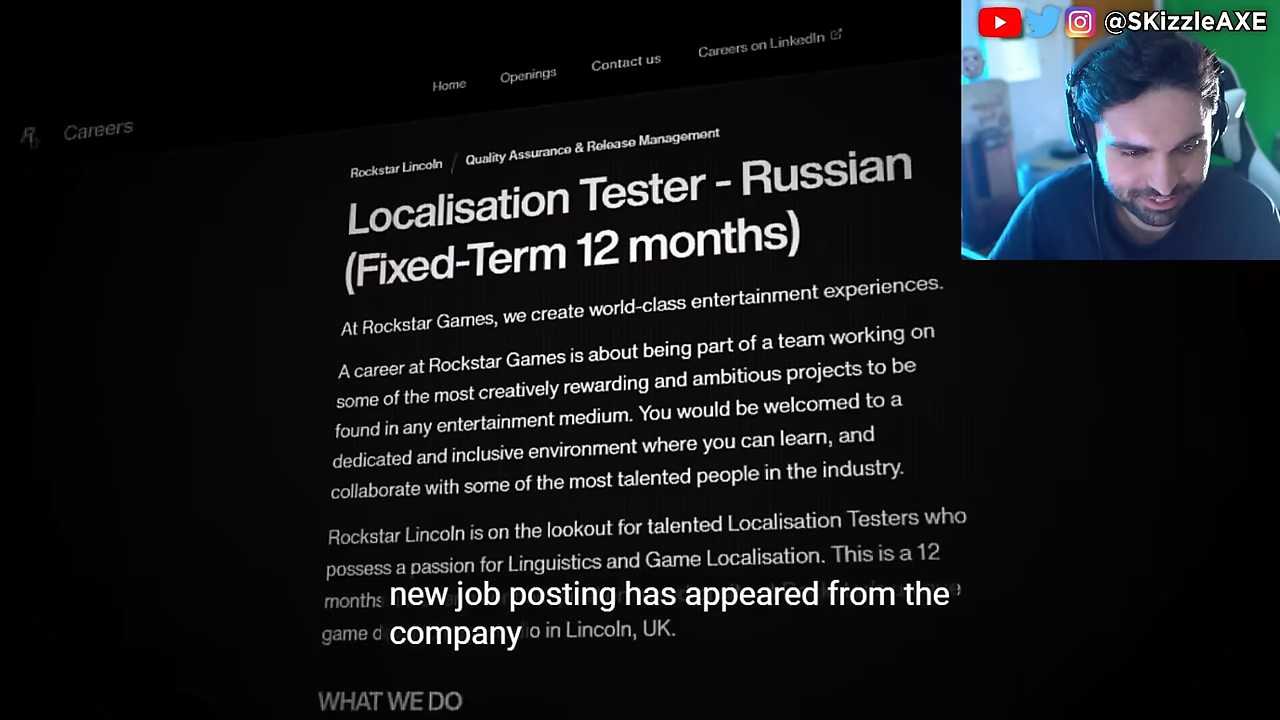 @SKizzleAXE
Home Openings Contact us Careers on LinkedIn
Careers
Rockstar Lincoln / Quality Assurance & Release Management
Localisation Tester - Russian
(Fixed-Term 12 months)
At Rockstar Games, we create world-class entertainment experiences.
A career at Rockstar Games is about being part of a team working on
some of the most creatively rewarding and ambitious projects to be
found in any entertainment medium. You would be welcomed to a
dedicated and inclusive environment where you can learn, and
collaborate with some of the most talented people in the industry.
Rockstar Lincoln is on the lookout for talented Localisation Testers who
possess a passion for Linguistics and Game Localisation. This is a 12
months
new job posting has appeared from the
game
company
in Lincoln, UK.
WHAT WE DO